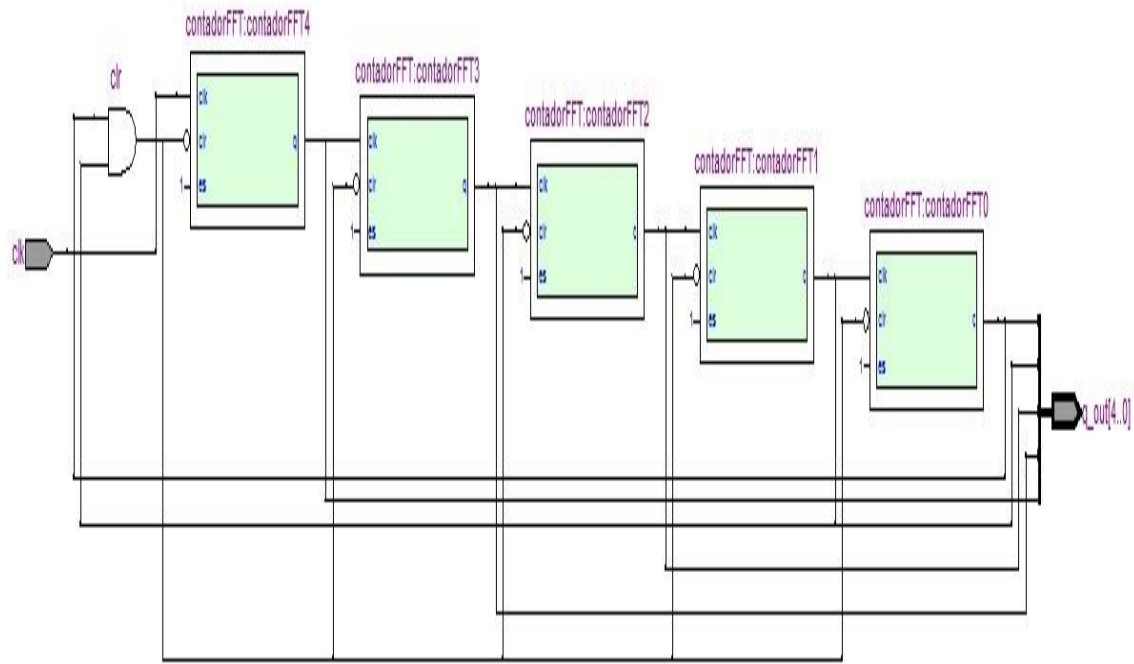 contadorFFT:contadorFFT4
clr
clk
clr
q
1
es
contadorFFT:contadorFFT3
clk
clr
q
1
es
contadorFFT:contadorFFT2
clk
clr
q
1
es
contadorFFT:contadorFFT1
clk
clr
q
1
es
contadorFFT:contadorFFT0
clk
clr
q
1
es
clk
q_out[4..0]